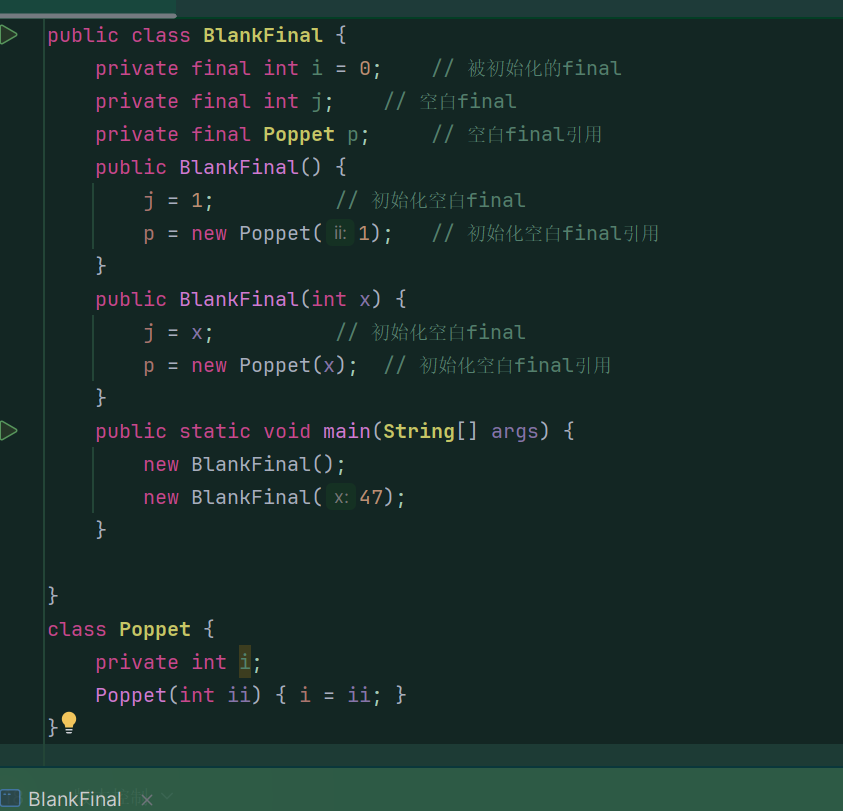 public class BlankFinal {
private final int i = 0; // 被初始化的final
private final int j; // 空白final
private final Poppet p; // 空白final引用
public BlankFinal() {
j = 1; // 初始化空白final
p = new Poppet( ii: 1); // 初始化空白final引用
}
public BlankFinal(int x) {
j = x; // 初始化空白final
p = new Poppet(x); // 初始化空白final引用
}
public static void main(String[] args) {
new BlankFinal();
new BlankFinal( x: 47);
}
}
class Poppet {
private int i;
Poppet(int ii) { i = ii; }
}
BlankFinal ×